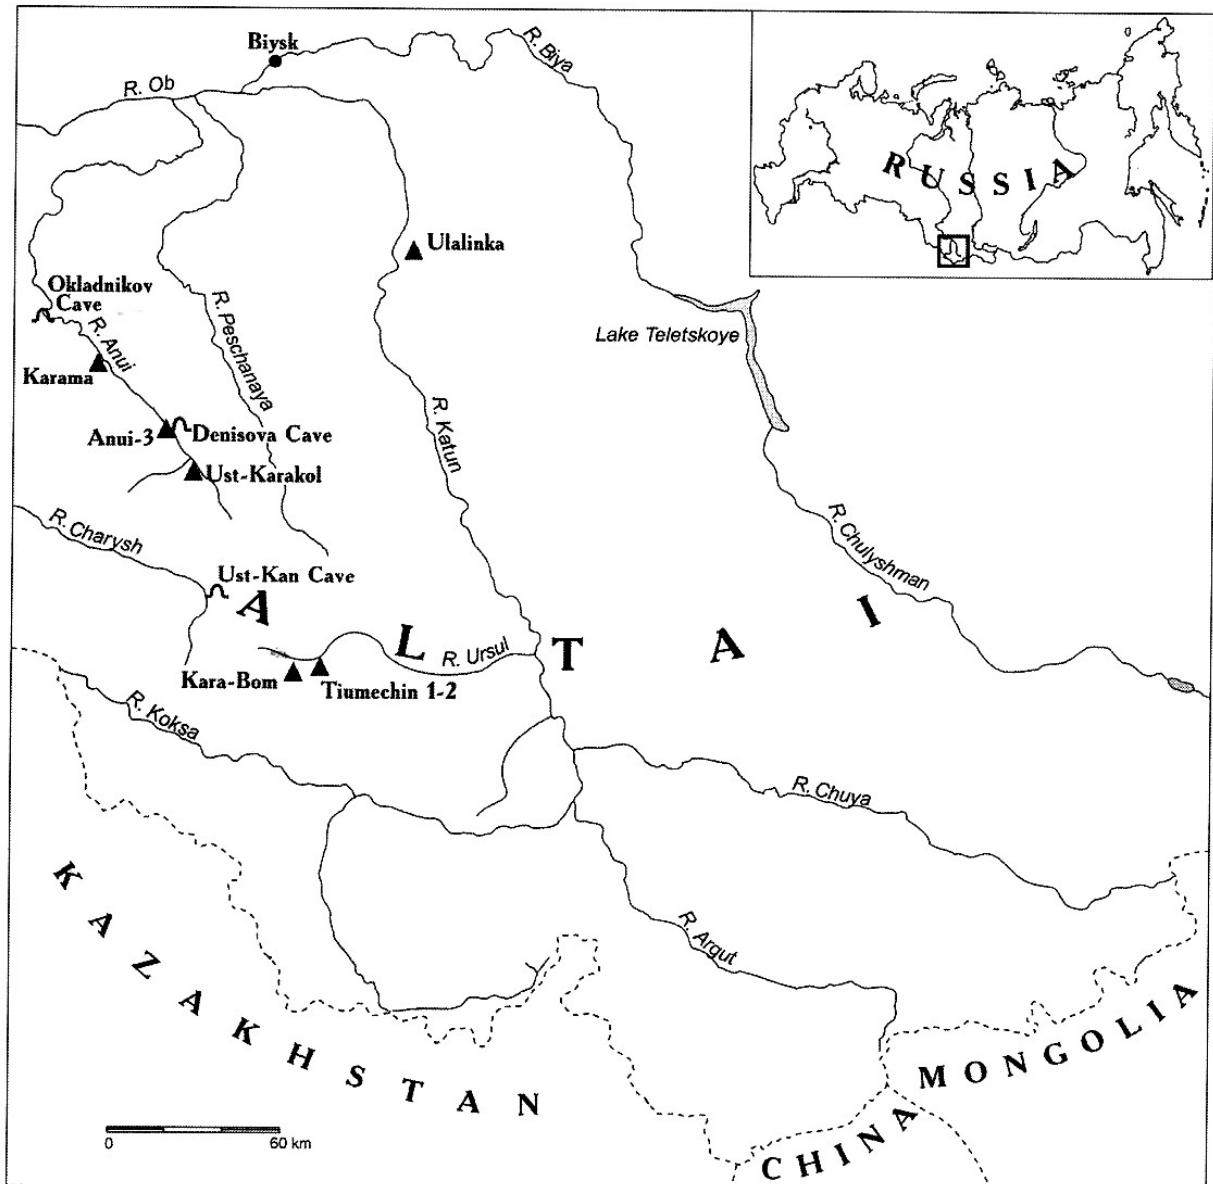 Biysk
R. Biya
R. Ob
RUSSIA
Ulalinka
Okladnikov
Cave
R. Anui
R. Peschanaya
Lake Teletskoye
Karama
R. Katun
Anui-3
Denisova Cave
Ust-Karakol
R. Charysh
R. Chulyshman
Ust-Kan Cave
ALTAI
R. Ursul
Kara-Bom
Tiumechin 1-2
R. Koksa
R. Chuya
KAZAKHSTAN
R. Argut
MONGOLIA
CHINA
0
60 km